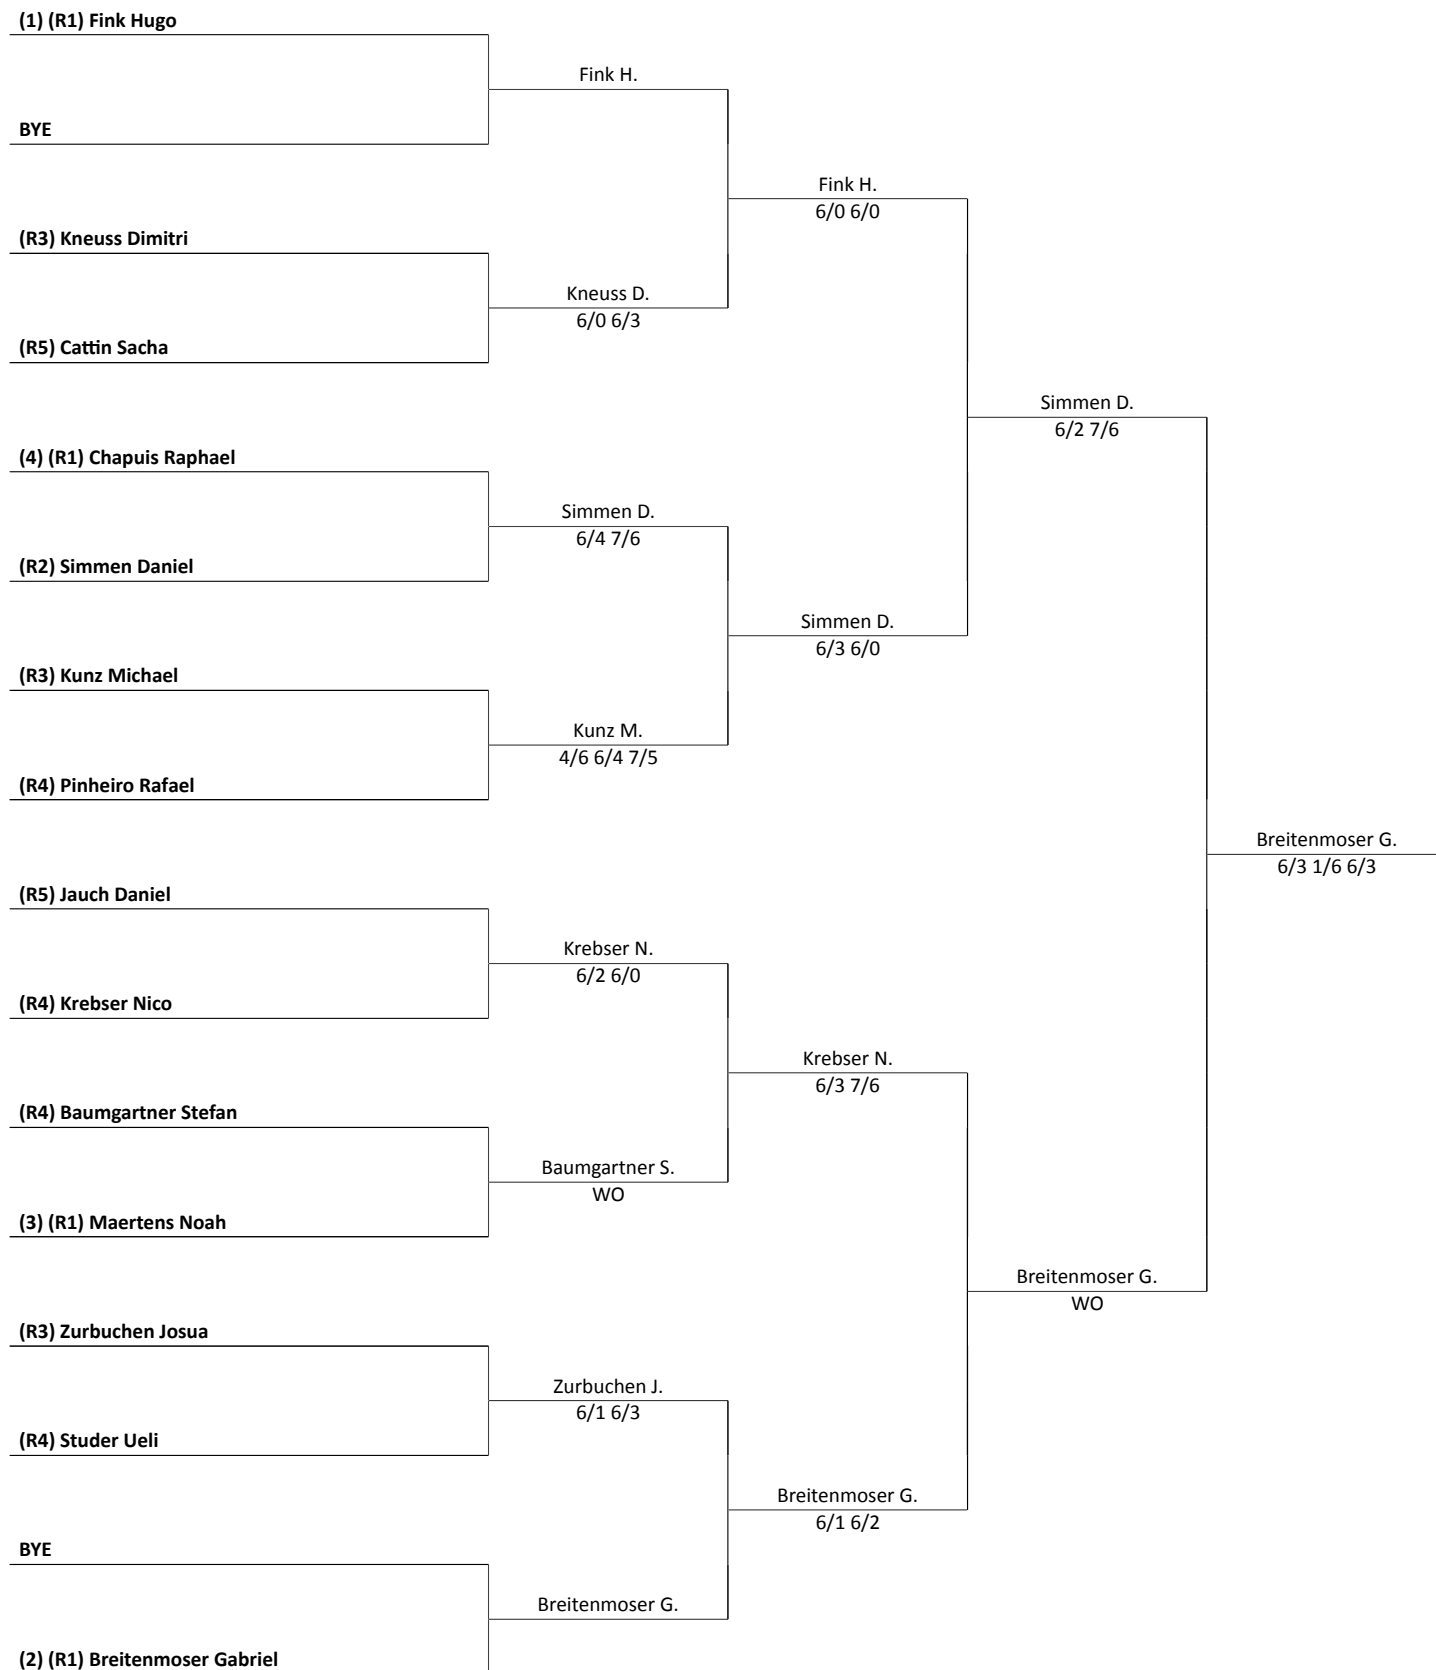 (1) (R1) Fink Hugo
Fink H.
BYE
Fink H.
6/0 6/0
(R3) Kneuss Dimitri
Kneuss D.
6/0 6/3
(R5) Cattin Sacha
Simmen D.
6/2 7/6
(4) (R1) Chapuis Raphael
Simmen D.
6/4 7/6
(R2) Simmen Daniel
Simmen D.
6/3 6/0
(R3) Kunz Michael
Kunz M.
4/6 6/4 7/5
(R4) Pinheiro Rafael
Breitenmoser G.
6/3 1/6 6/3
(R5) Jauch Daniel
Krebser N.
6/2 6/0
(R4) Krebser Nico
Krebser N.
6/3 7/6
(R4) Baumgartner Stefan
Baumgartner S.
WO
(3) (R1) Maertens Noah
Breitenmoser G.
WO
(R3) Zurbuchen Josua
Zurbuchen J.
6/1 6/3
(R4) Studer Ueli
Breitenmoser G.
6/1 6/2
BYE
Breitenmoser G.
(2) (R1) Breitenmoser Gabriel